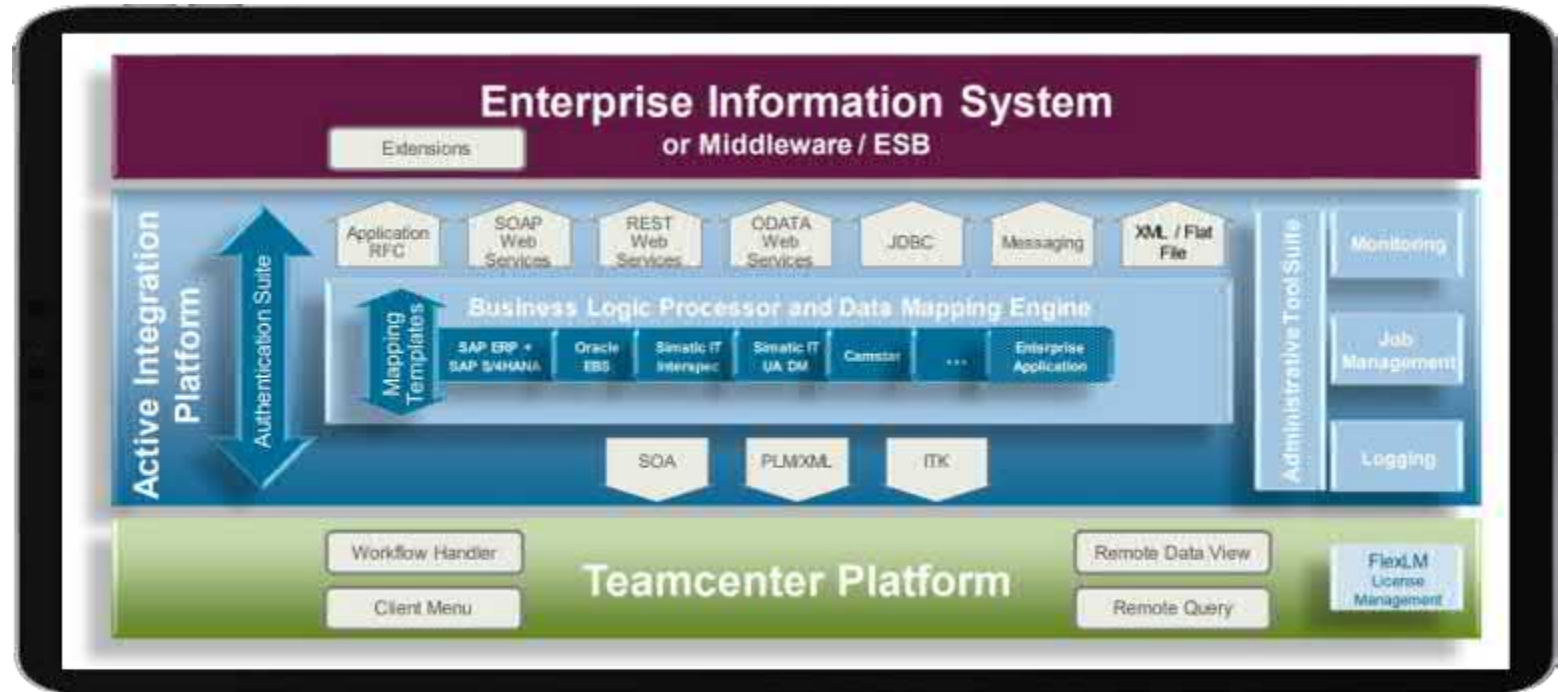 Enterprise Information System
or Middleware / ESB
Extensions
Active Integration
Platform
Authentication Suite
Application
RFC
SOAP
Web
Services
REST
Web
Services
ODATA
Web
Services
JDBC
Messaging
XML / Flat
File
Business Logic Processor and Data Mapping Engine
Mapping
Templates
SAP ERP +
SAP S/4HANA
Oracle
EBS
Simatic IT
Interspec
Simatic IT
UA DM
Camstar
...
Enterprise
Application
SOA
PLMXML
ITK
Administrative Tool Suite
Monitoring
Job
Management
Logging
Workflow Handler
Client Menu
Teamcenter Platform
Remote Data View
Remote Query
FlexLM
License
Management